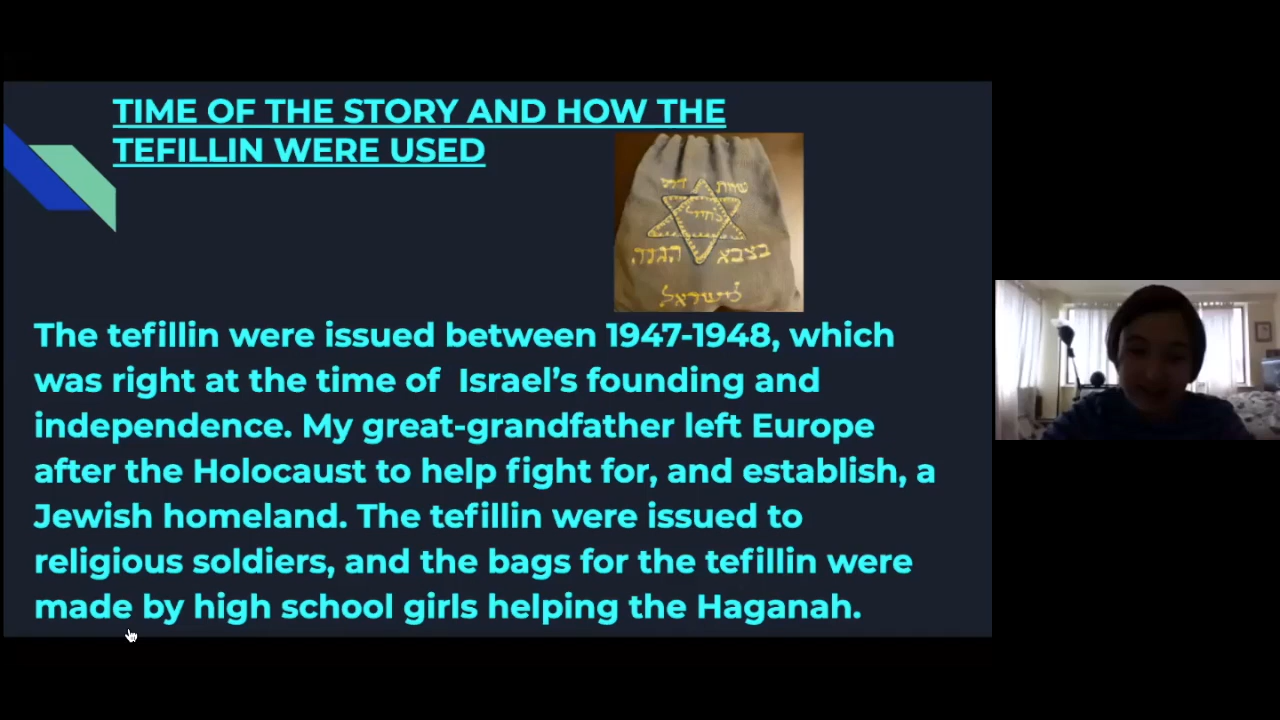 TIME OF THE STORY AND HOW THE
TEFILLIN WERE USED
לחייל
בצבא הגנה
לישראל
The tefillin were issued between 1947-1948, which
was right at the time of Israel’s founding and
independence. My great-grandfather left Europe
after the Holocaust to help fight for, and establish, a
Jewish homeland. The tefillin were issued to
religious soldiers, and the bags for the tefillin were
made by high school girls helping the Haganah.